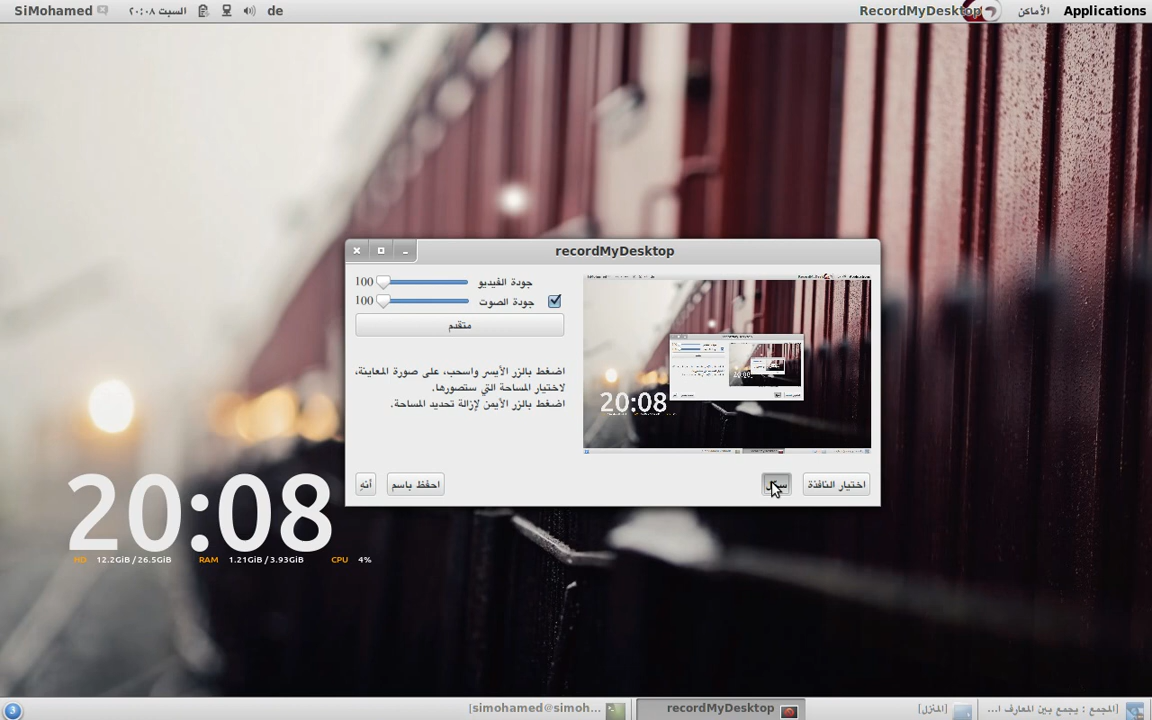 SiMohamed
السبت ٢٠:٠٨
de
RecordMyDesktop
الأماكن
Applications
recordMyDesktop
جودة الفيديو
100
جودة الصوت
100
متقدم
اضغط بالزر الأيسر واسحب، على صورة المعاينة،
لاختيار المساحة التي ستصورها.
اضغط بالزر الأيمن لإزالة تحديد المساحة.
20:08
اختيار النافذة
احفظ باسم
أنهِ
20:08
HD 12.2GiB / 26.5GiB RAM 1.21GiB / 3.93GiB CPU 4%
[simohamed@simoh...
recordMyDesktop
[المنزل]
[المجمع : يجمع بين المعارف ا...